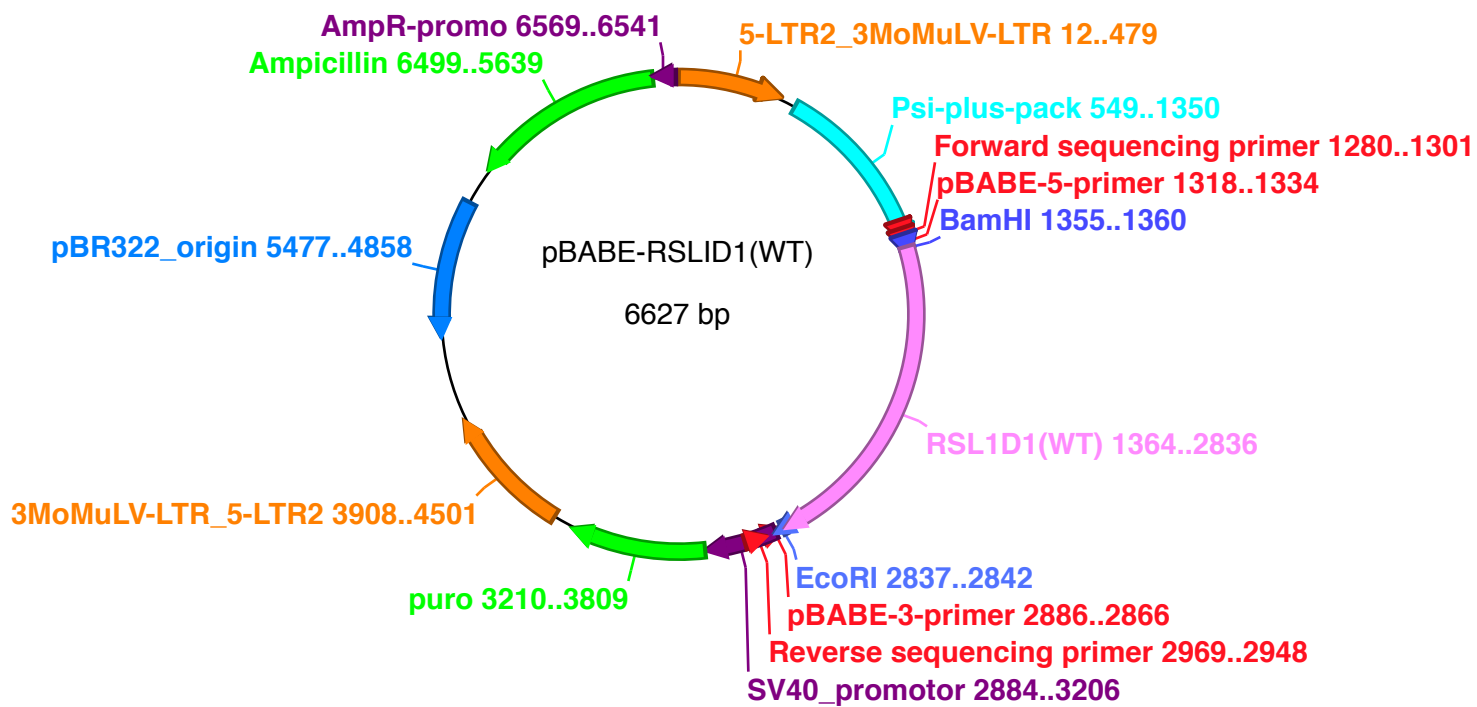 AmpR-promo 6569..6541
5-LTR2_3MoMuLV-LTR 12..479
Ampicillin 6499..5639
Psi-plus-pack 549..1350
Forward sequencing primer 1280..1301
pBABE-5-primer 1318..1334
BamHI 1355..1360
pBR322_origin 5477..4858
pBABE-RSLID1(WT)
6627 bp
RSL1D1(WT) 1364..2836
3MoMuLV-LTR_5-LTR2 3908..4501
EcoRI 2837..2842
puro 3210..3809
pBABE-3-primer 2886..2866
Reverse sequencing primer 2969..2948
SV40_promotor 2884..3206